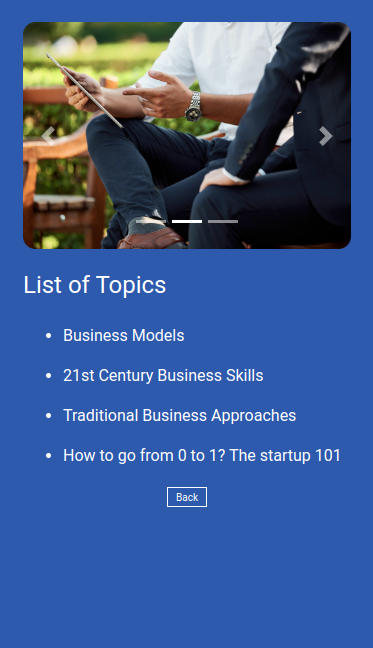 List of Topics
Business Models
21st Century Business Skills
Traditional Business Approaches
How to go from 0 to 1? The startup 101
Back